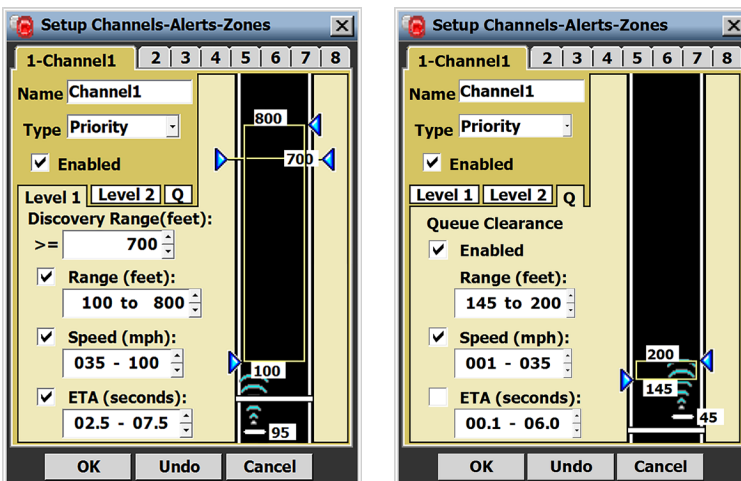 Setup Channels-Alerts-Zones
1-Channel1 2 3 4 5 6 7 8
Name Channel1
Type Priority
Enabled
Level 1 Level 2 Q
Discovery Range(feet):
>= 700
Range (feet):
100 to 800
Speed (mph):
035 - 100
ETA (seconds):
02.5 - 07.5
800
700
100
95
OK Undo Cancel
Setup Channels-Alerts-Zones
1-Channel1 2 3 4 5 6 7 8
Name Channel1
Type Priority
Enabled
Level 1 Level 2 Q
Queue Clearance
Enabled
Range (feet):
145 to 200
Speed (mph):
001 - 035
ETA (seconds):
00.1 - 06.0
200
145
45
OK Undo Cancel